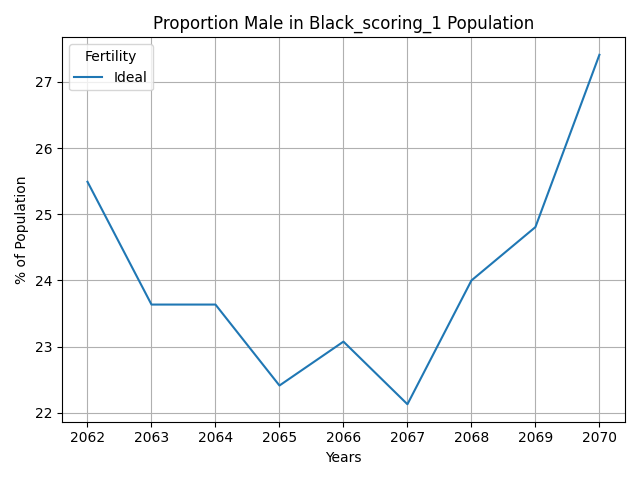 Proportion Male in Black_scoring_1 Population
Fertility
Ideal
% of Population
27
26
25
24
23
22
2062 2063 2064 2065 2066 2067 2068 2069 2070
Years